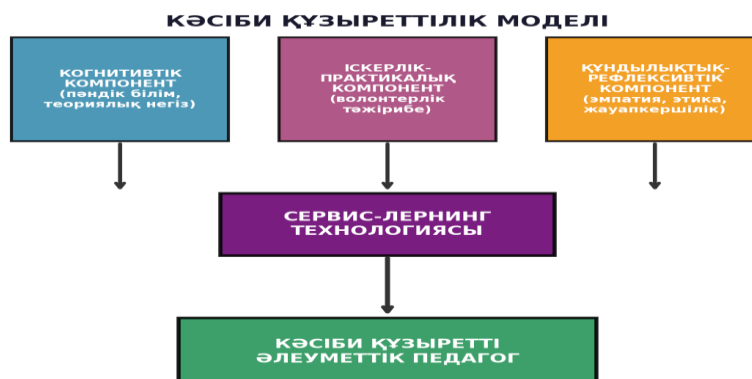 КӘСІБИ ҚҰЗЫРЕТТІЛІК МОДЕЛІ
КОГНИТИВТІК
КОМПОНЕНТ
(пәндік білім,
теориялық негіз)
ІСКЕРЛІК-
ПРАКТИКАЛЫҚ
КОМПОНЕНТ
(волонтерлік
тәжірибе)
ҚҰНДЫЛЫҚТЫҚ-
РЕФЛЕКСИВТІК
КОМПОНЕНТ
(эмпатия, этика,
жауапкершілік)
СЕРВИС-ЛЕРНИНГ
ТЕХНОЛОГИЯСЫ
КӘСІБИ ҚҰЗЫРЕТТІ
ӘЛЕУМЕТТІК ПЕДАГОГ